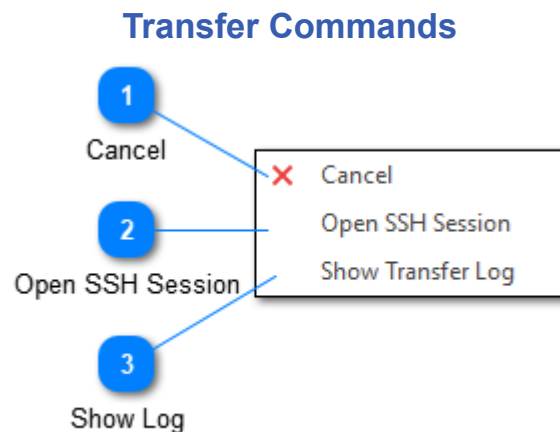 Transfer Commands
1
Cancel
2
Open SSH Session
3
Show Log
Cancel
Open SSH Session
Show Transfer Log